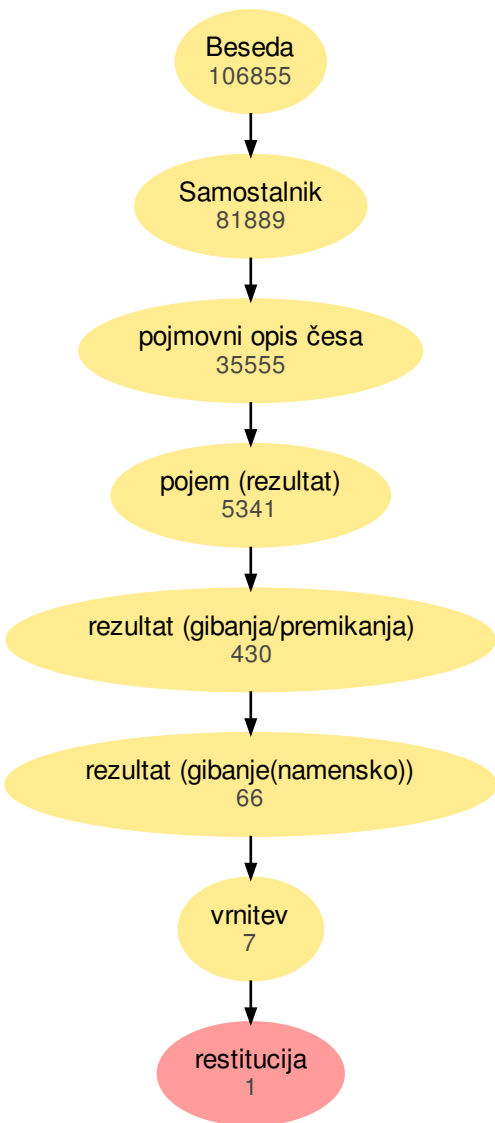 Beseda
106855
Samostalnik
81889
pojmovni opis česa
35555
pojem (rezultat)
5341
rezultat (gibanja/premikanja)
430
rezultat (gibanje(namensko))
66
vrnitev
7
restitucija
1